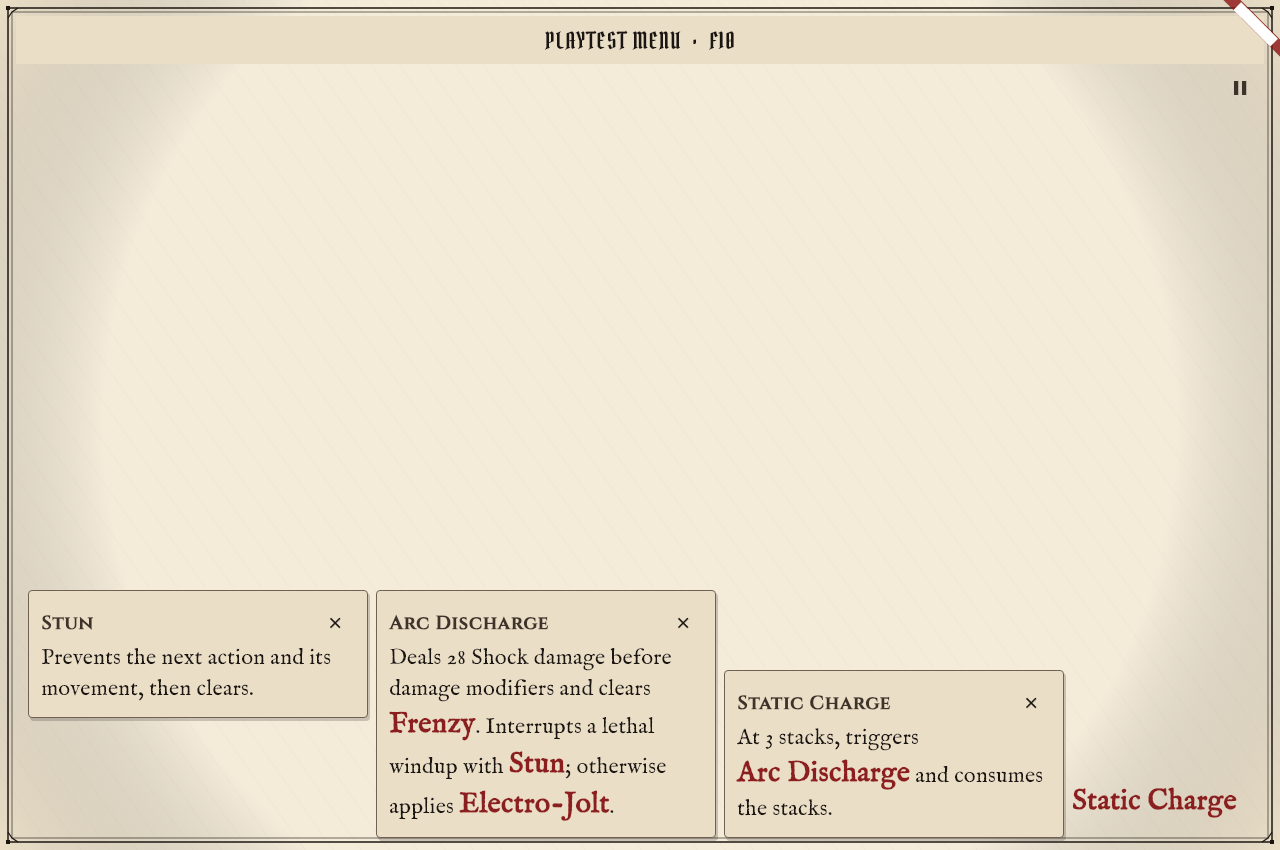 PLAYTEST MENU · F10
STUN ×
Prevents the next action and its
movement, then clears.
ARC DISCHARGE ×
Deals 28 Shock damage before
damage modifiers and clears
Frenzy. Interrupts a lethal
windup with Stun; otherwise
applies Electro-Jolt.
STATIC CHARGE ×
At 3 stacks, triggers
Arc Discharge and consumes
the stacks.
Static Charge